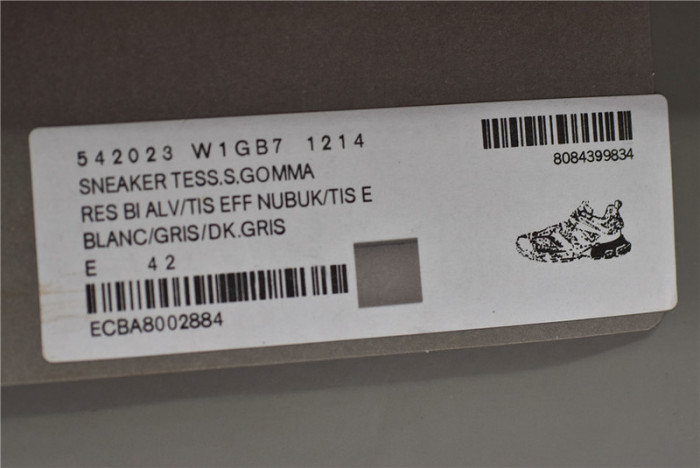 542023 W1GB7 1214
8084399834
SNEAKER TESS.S.GOMMA
RES BI ALV/TIS EFF NUBUK/TIS E
BLANC/GRIS/DK.GRIS
E 42
ECBA8002884